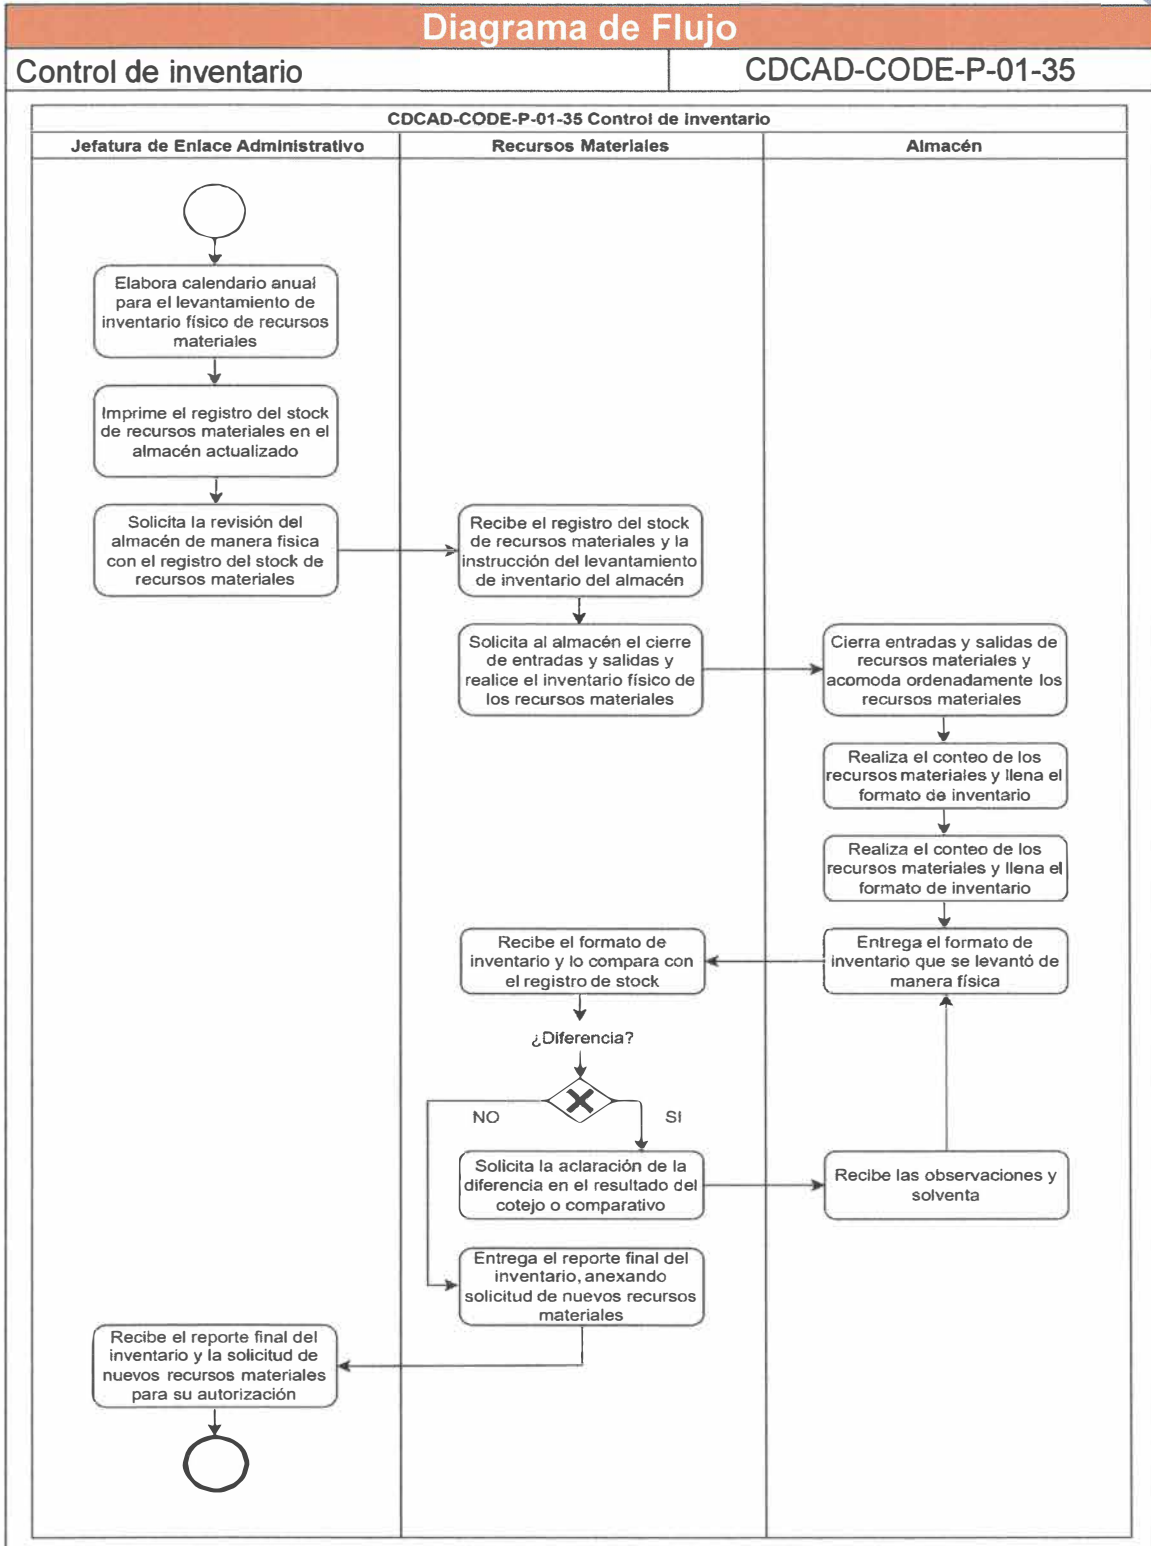 Diagrama de Flujo
Control de inventario
CDCAD-CODE-P-01-35
CDCAD-CODE-P-01-35 Control de inventario
Jefatura de Enlace Administrativo
Recursos Materiales
Almacén
Elabora calendario anual
para el levantamiento de
inventario físico de recursos
materiales
Imprime el registro del stock
de recursos materiales en el
almacén actualizado
Solicita la revisión del
almacén de manera fisica
con el registro del stock de
recursos materiales
Recibe el registro del stock
de recursos materiales y la
instrucción del levantamiento
de inventario del almacén
Solicita al almacén el cierre
de entradas y salidas y
realice el inventario físico de
los recursos materiales
Cierra entradas y salidas de
recursos materiales y
acomoda ordenadamente los
recursos materiales
Realiza el conteo de los
recursos materiales y llena el
formato de inventario
Realiza el conteo de los
recursos materiales y llena el
formato de inventario
Entrega el formato de
inventario que se levantó de
manera física
Recibe el formato de
inventario y lo compara con
el registro de stock
¿Diferencia?
NO
SI
Solicita la aclaración de la
diferencia en el resultado del
cotejo o comparativo
Recibe las observaciones y
solventa
Entrega el reporte final del
inventario, anexando
solicitud de nuevos recursos
materiales
Recibe el reporte final del
inventario y la solicitud de
nuevos recursos materiales
para su autorización